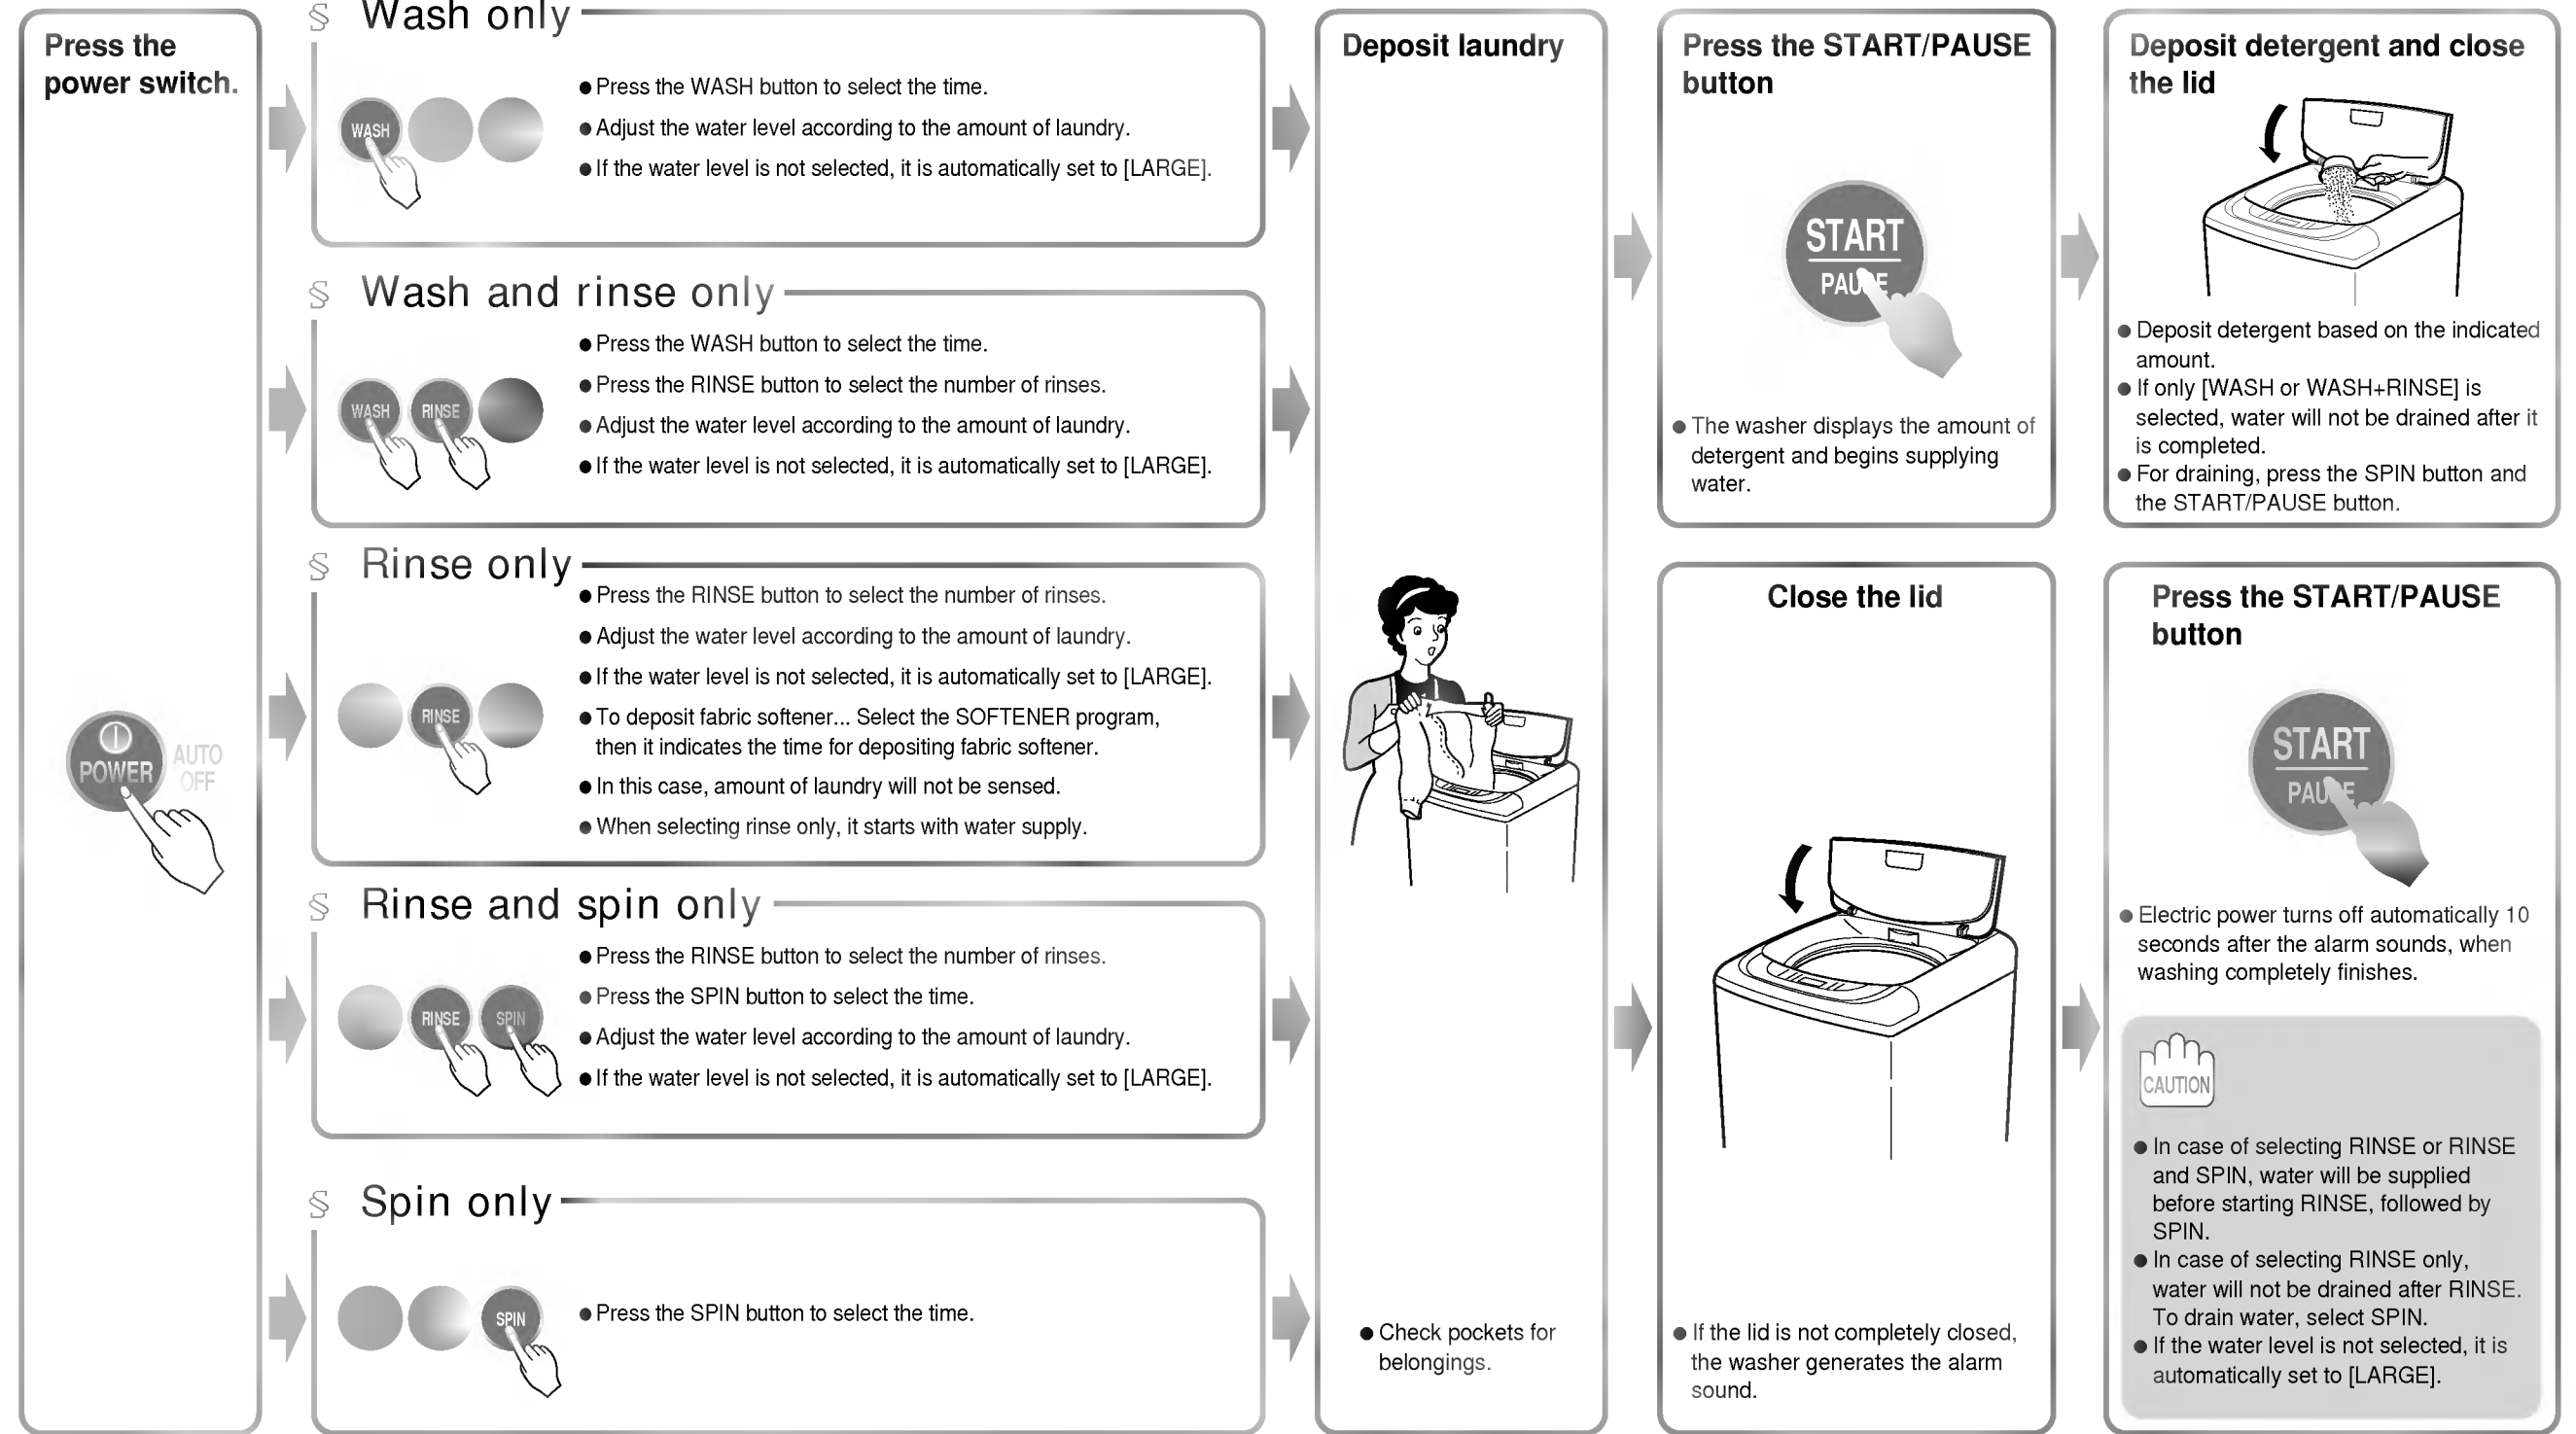 Press the
power switch.
POWER
AUTO
OFF
§ Wash only
WASH
● Press the WASH button to select the time.
● Adjust the water level according to the amount of laundry.
● If the water level is not selected, it is automatically set to [LARGE].
§ Wash and rinse only
WASH RINSE
● Press the WASH button to select the time.
● Press the RINSE button to select the number of rinses.
● Adjust the water level according to the amount of laundry.
● If the water level is not selected, it is automatically set to [LARGE].
§ Rinse only
RINSE
● Press the RINSE button to select the number of rinses.
● Adjust the water level according to the amount of laundry.
● If the water level is not selected, it is automatically set to [LARGE].
● To deposit fabric softener... Select the SOFTENER program,
then it indicates the time for depositing fabric softener.
● In this case, amount of laundry will not be sensed.
● When selecting rinse only, it starts with water supply.
§ Rinse and spin only
RINSE SPIN
● Press the RINSE button to select the number of rinses.
● Press the SPIN button to select the time.
● Adjust the water level according to the amount of laundry.
● If the water level is not selected, it is automatically set to [LARGE].
§ Spin only
SPIN
● Press the SPIN button to select the time.
Deposit laundry
● Check pockets for
belongings.
Press the START/PAUSE
button
START
PAUSE
● The washer displays the amount of
detergent and begins supplying
water.
Deposit detergent and close
the lid
● Deposit detergent based on the indicated
amount.
● If only [WASH or WASH+RINSE] is
selected, water will not be drained after it
is completed.
● For draining, press the SPIN button and
the START/PAUSE button.
Close the lid
● If the lid is not completely closed,
the washer generates the alarm
sound.
Press the START/PAUSE
button
START
PAUSE
● Electric power turns off automatically 10
seconds after the alarm sounds, when
washing completely finishes.
CAUTION
● In case of selecting RINSE or RINSE
and SPIN, water will be supplied
before starting RINSE, followed by
SPIN.
● In case of selecting RINSE only,
water will not be drained after RINSE.
To drain water, select SPIN.
● If the water level is not selected, it is
automatically set to [LARGE].